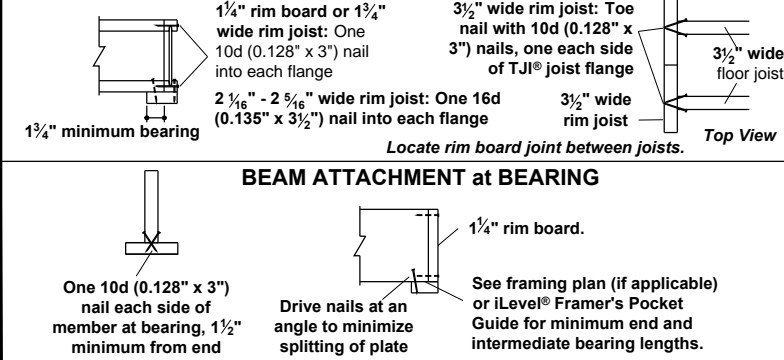 1¼" rim board or 1¾"
wide rim joist: One
10d (0.128" x 3") nail
into each flange
2 1⁄16" - 2 5⁄16" wide rim joist: One 16d
(0.135" x 3½") nail into each flange
1¾" minimum bearing
3½" wide rim joist: Toe
nail with 10d (0.128" x
3") nails, one each side
of TJI® joist flange
3½" wide
floor joist
3½" wide
rim joist
Top View
Locate rim board joint between joists.
BEAM ATTACHMENT at BEARING
One 10d (0.128" x 3")
nail each side of
member at bearing, 1½"
minimum from end
1¼" rim board.
Drive nails at an
angle to minimize
splitting of plate
See framing plan (if applicable)
or iLevel® Framer's Pocket
Guide for minimum end and
intermediate bearing lengths.